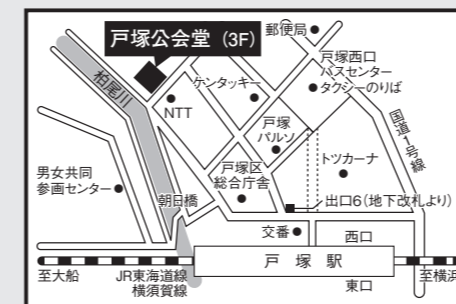 戸塚公会堂 (3F)
郵便局
戸塚西口
バスセンター
タクシーのりば
柏尾川
ケンタッキー
NTT
国道1号線
戸塚
パルソ
トツカーナ
男女共同
参画センター
戸塚区
総合庁舎
朝日橋
出口6(地下改札より)
交番
西口
戸塚駅
東口
至大船
JR東海道線
横須賀線
至横浜